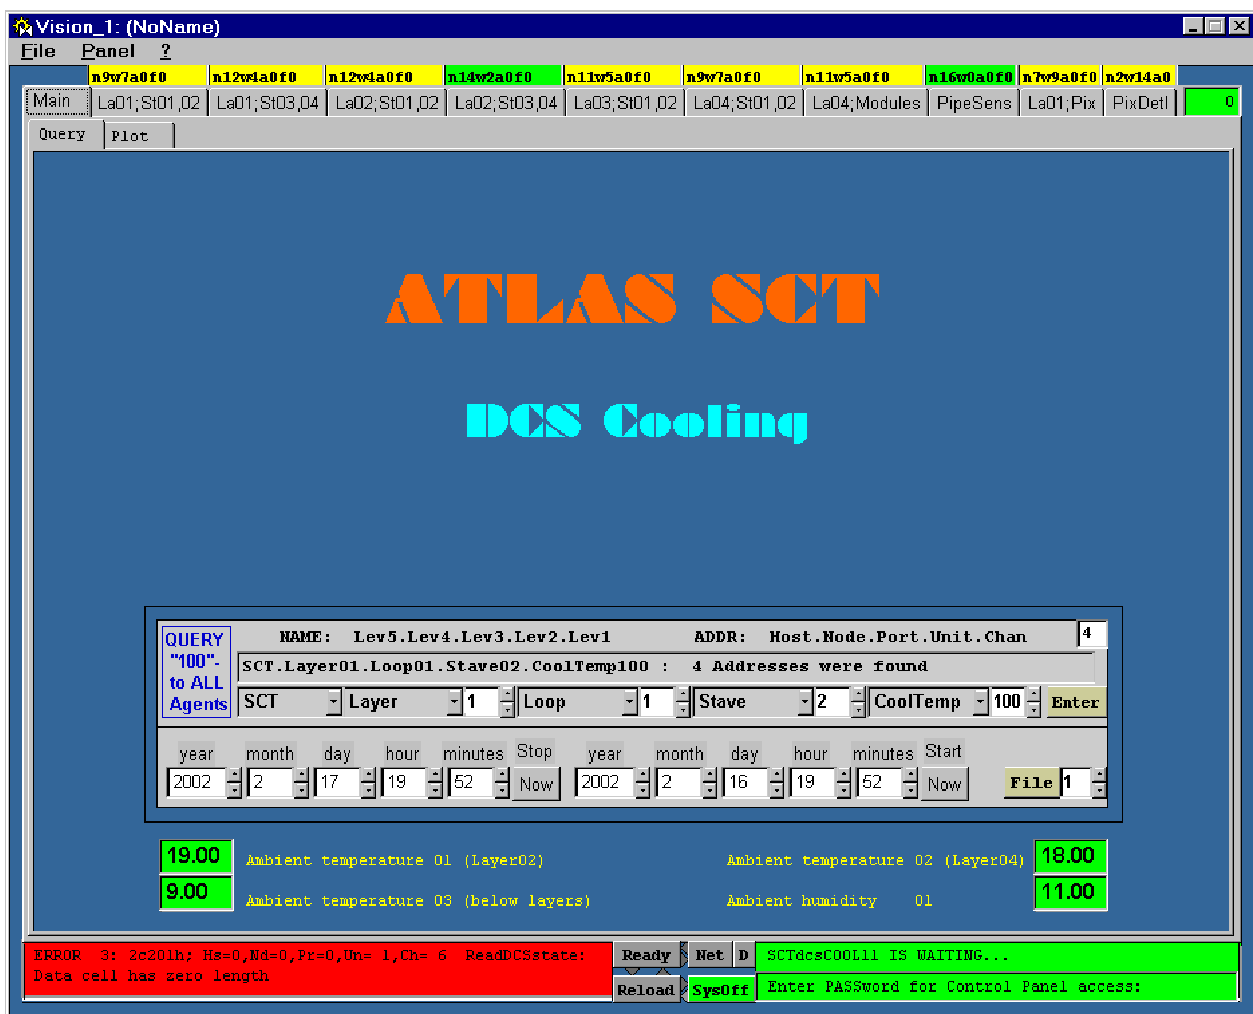 Vision_1: (NoName)
File Panel ?
n9w7a0f0 n12w4a0f0 n12w4a0f0 n14w2a0f0 n11w5a0f0 n9w7a0f0 n11w5a0f0 n16w0a0f0 n7w9a0f0 n2w14a0
Main La01;St01,02 La01;St03,04 La02;St01,02 La02;St03,04 La03;St01,02 La04;St01,02 La04;Modules PipeSens La01;Pix PixDetl 0
Query Plot
ATLAS SCT
DCS Cooling
QUERY "100"- to ALL Agents
NAME: Lev5.Lev4.Lev3.Lev2.Lev1 ADDR: Host.Node.Port.Unit.Chan 4
SCT.Layer01.Loop01.Stave02.CoolTemp100 : 4 Addresses were found
SCT Layer 1 Loop 1 Stave 2 CoolTemp 100 Enter
year month day hour minutes Stop year month day hour minutes Start
2002 2 17 19 52 Now 2002 2 16 19 52 Now File 1
19.00 Ambient temperature 01 (Layer02) Ambient temperature 02 (Layer04) 18.00
9.00 Ambient temperature 03 (below layers) Ambient humidity 01 11.00
ERROR 3: 2c201h; Hs=0,Nd=0,Pr=0,Un= 1,Ch= 6 ReadDCSstate: Ready Net D SCTdcsCOOL11 IS WAITING...
Data cell has zero length Reload SysOff Enter PASSword for Control Panel access: